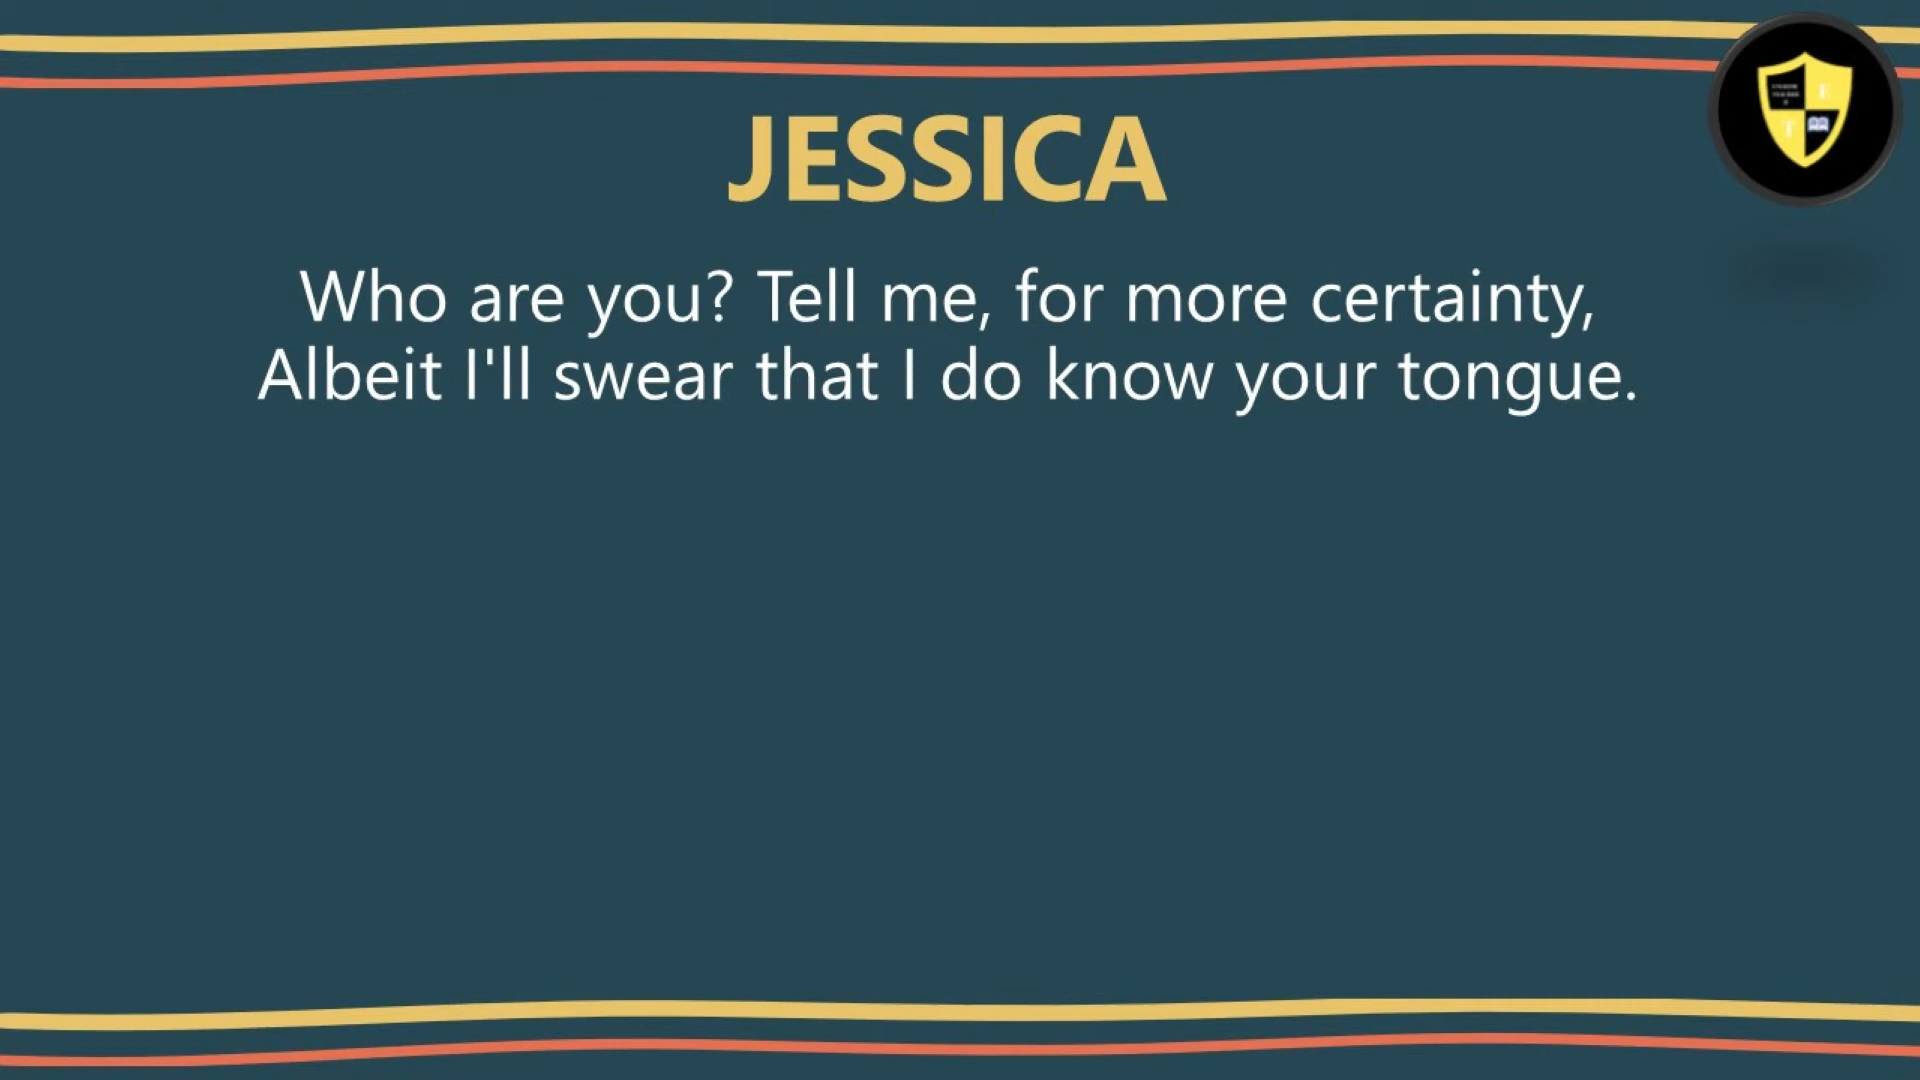 JESSICA
Who are you? Tell me, for more certainty,
Albeit I'll swear that I do know your tongue.
E
T